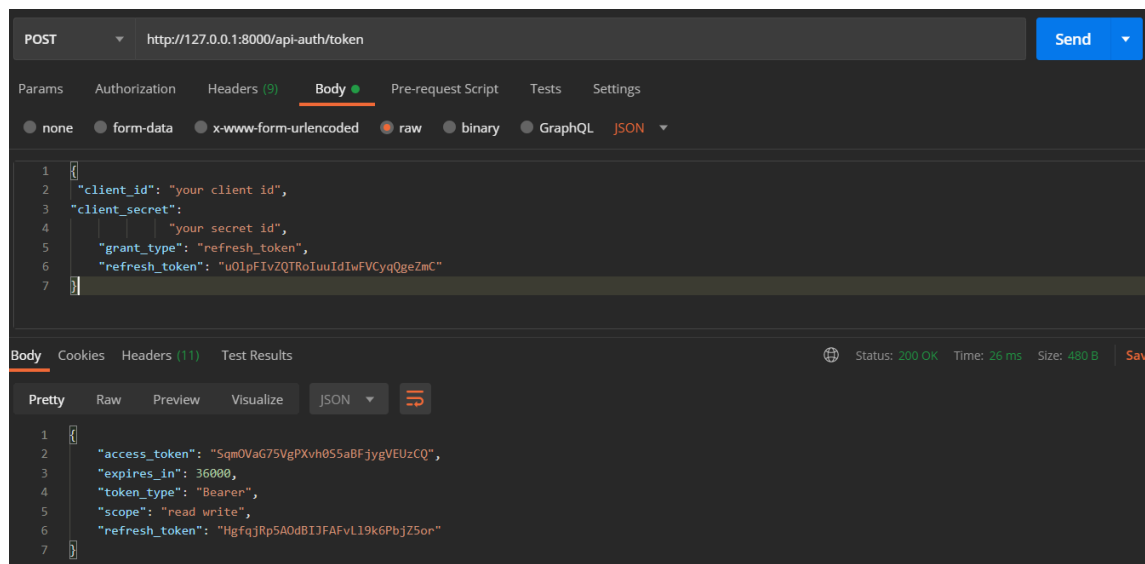 POST http://127.0.0.1:8000/api-auth/token Send
Params Authorization Headers (9) Body Pre-request Script Tests Settings
none form-data x-www-form-urlencoded raw binary GraphQL JSON
1 {
2 "client_id": "your client id",
3 "client_secret":
4 "your secret id",
5 "grant_type": "refresh_token",
6 "refresh_token": "uOlpFIvZQTRoIuuIdIwFVCyqQgeZmC"
7 }
Body Cookies Headers (11) Test Results Status: 200 OK Time: 26 ms Size: 480 B Sav
Pretty Raw Preview Visualize JSON
1 {
2 "access_token": "SqmOVaG75VgPXvh0S5aBFjygVEUzCQ",
3 "expires_in": 36000,
4 "token_type": "Bearer",
5 "scope": "read write",
6 "refresh_token": "HgfqjRp5AOdBIJFAFvLl9k6PbjZ5or"
7 }